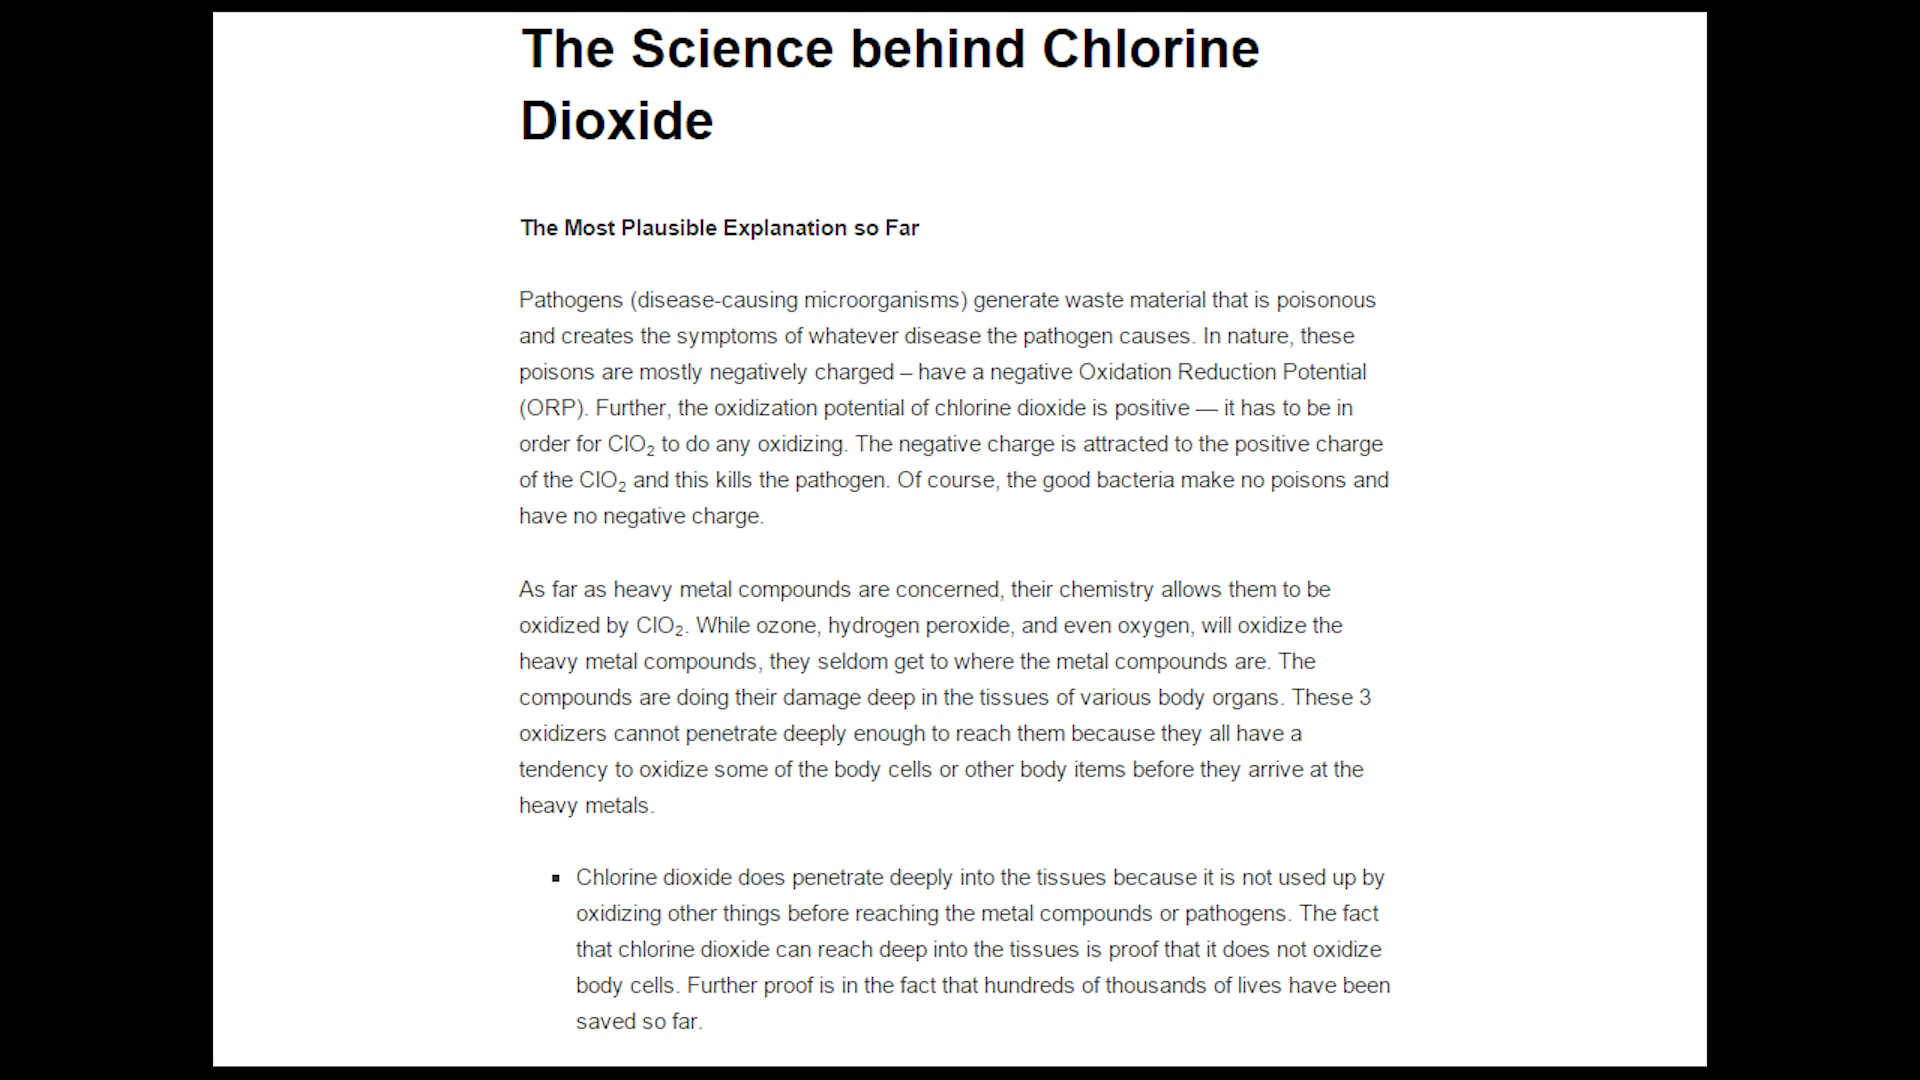 The Science behind Chlorine
Dioxide
The Most Plausible Explanation so Far
Pathogens (disease-causing microorganisms) generate waste material that is poisonous
and creates the symptoms of whatever disease the pathogen causes. In nature, these
poisons are mostly negatively charged – have a negative Oxidation Reduction Potential
(ORP). Further, the oxidization potential of chlorine dioxide is positive — it has to be in
order for ClO₂ to do any oxidizing. The negative charge is attracted to the positive charge
of the ClO₂ and this kills the pathogen. Of course, the good bacteria make no poisons and
have no negative charge.
As far as heavy metal compounds are concerned, their chemistry allows them to be
oxidized by ClO₂. While ozone, hydrogen peroxide, and even oxygen, will oxidize the
heavy metal compounds, they seldom get to where the metal compounds are. The
compounds are doing their damage deep in the tissues of various body organs. These 3
oxidizers cannot penetrate deeply enough to reach them because they all have a
tendency to oxidize some of the body cells or other body items before they arrive at the
heavy metals.
▪ Chlorine dioxide does penetrate deeply into the tissues because it is not used up by
oxidizing other things before reaching the metal compounds or pathogens. The fact
that chlorine dioxide can reach deep into the tissues is proof that it does not oxidize
body cells. Further proof is in the fact that hundreds of thousands of lives have been
saved so far.